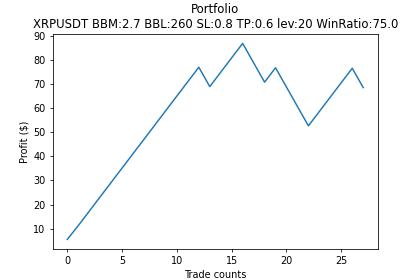 Portfolio
XRPUSDT BBM:2.7 BBL:260 SL:0.8 TP:0.6 lev:20 WinRatio:75.0
90
80
70
60
50
40
30
20
10
Profit ($)
0 5 10 15 20 25
Trade counts